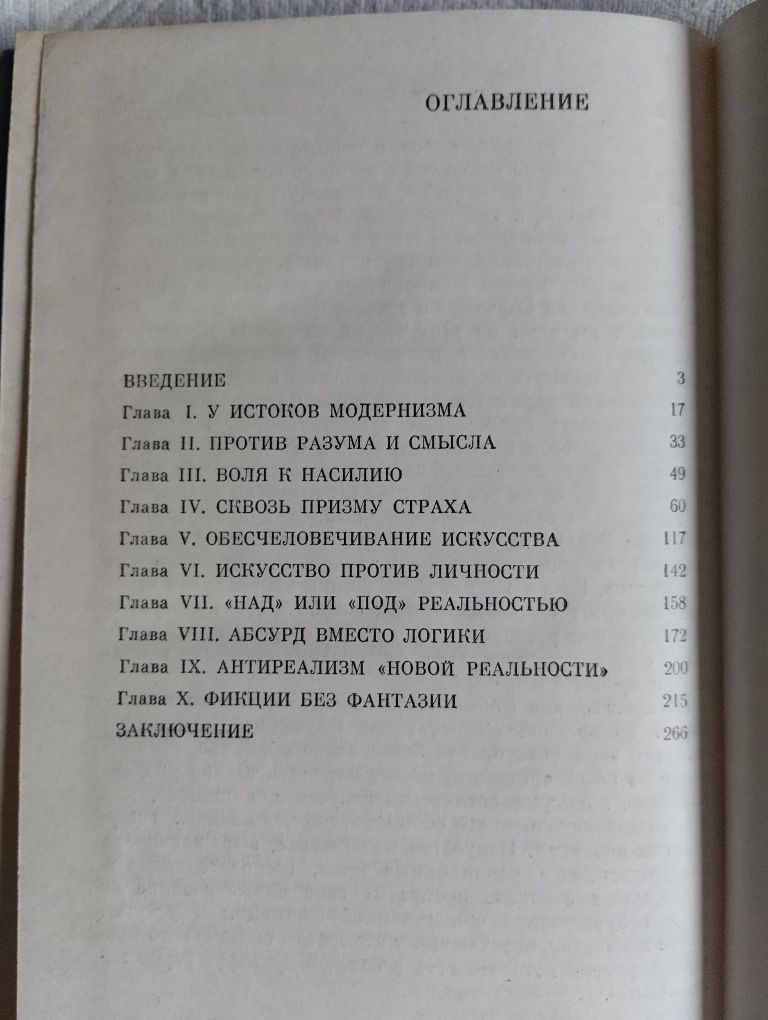 ОГЛАВЛЕНИЕ
ВВЕДЕНИЕ 3
Глава I. У ИСТОКОВ МОДЕРНИЗМА 17
Глава II. ПРОТИВ РАЗУМА И СМЫСЛА 33
Глава III. ВОЛЯ К НАСИЛИЮ 49
Глава IV. СКВОЗЬ ПРИЗМУ СТРАХА 60
Глава V. ОБЕСЧЕЛОВЕЧИВАНИЕ ИСКУССТВА 117
Глава VI. ИСКУССТВО ПРОТИВ ЛИЧНОСТИ 142
Глава VII. «НАД» ИЛИ «ПОД» РЕАЛЬНОСТЬЮ 158
Глава VIII. АБСУРД ВМЕСТО ЛОГИКИ 172
Глава IX. АНТИРЕАЛИЗМ «НОВОЙ РЕАЛЬНОСТИ» 200
Глава X. ФИКЦИИ БЕЗ ФАНТАЗИИ 215
ЗАКЛЮЧЕНИЕ 266